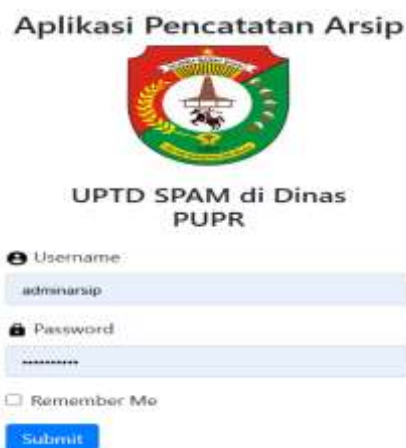 Aplikasi Pencatatan Arsip
UPTD SPAM di Dinas
PUPR
Username
adminarsip
Password
••••••••••
Remember Me
Submit